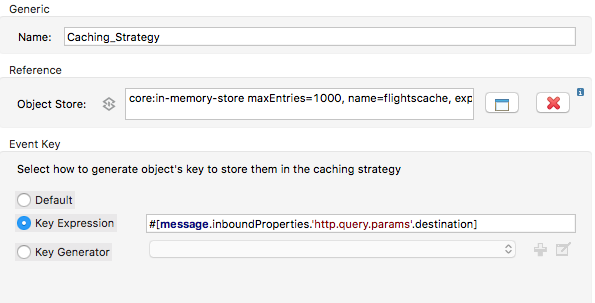 Generic
Name: Caching_Strategy
Reference
Object Store: core:in-memory-store maxEntries=1000, name=flightscache, exp
Event Key
Select how to generate object's key to store them in the caching strategy
Default
Key Expression #[message.inboundProperties.'http.query.params'.destination]
Key Generator